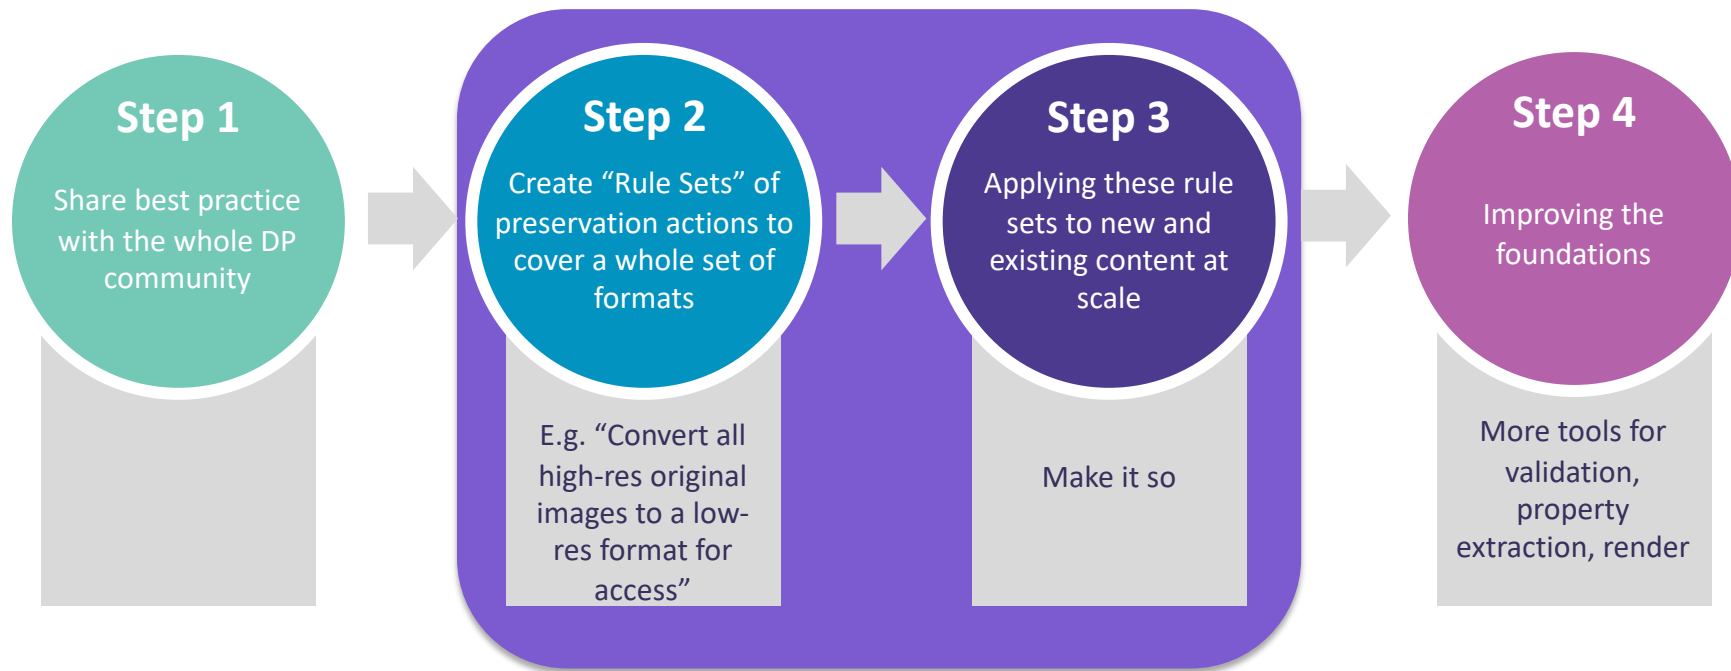 Step 1
Share best practice
with the whole DP
community
Step 2
Create “Rule Sets” of
preservation actions to
cover a whole set of
formats
E.g. “Convert all
high-res original
images to a low-
res format for
access”
Step 3
Applying these rule
sets to new and
existing content at
scale
Make it so
Step 4
Improving the
foundations
More tools for
validation,
property
extraction, render